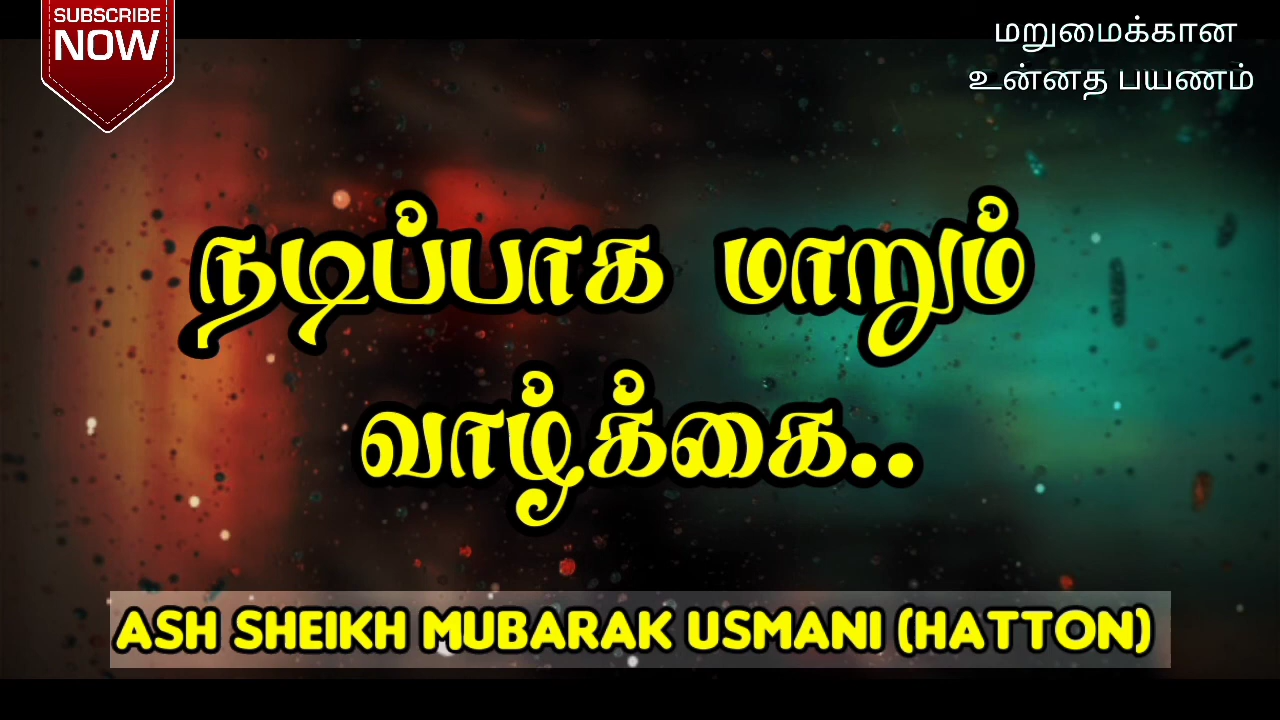 SUBSCRIBE
NOW
மறுமைக்கான
உன்னத பயணம்
நடிப்பாக மாறும்
வாழ்க்கை..
ASH SHEIKH MUBARAK USMANI (HATTON)